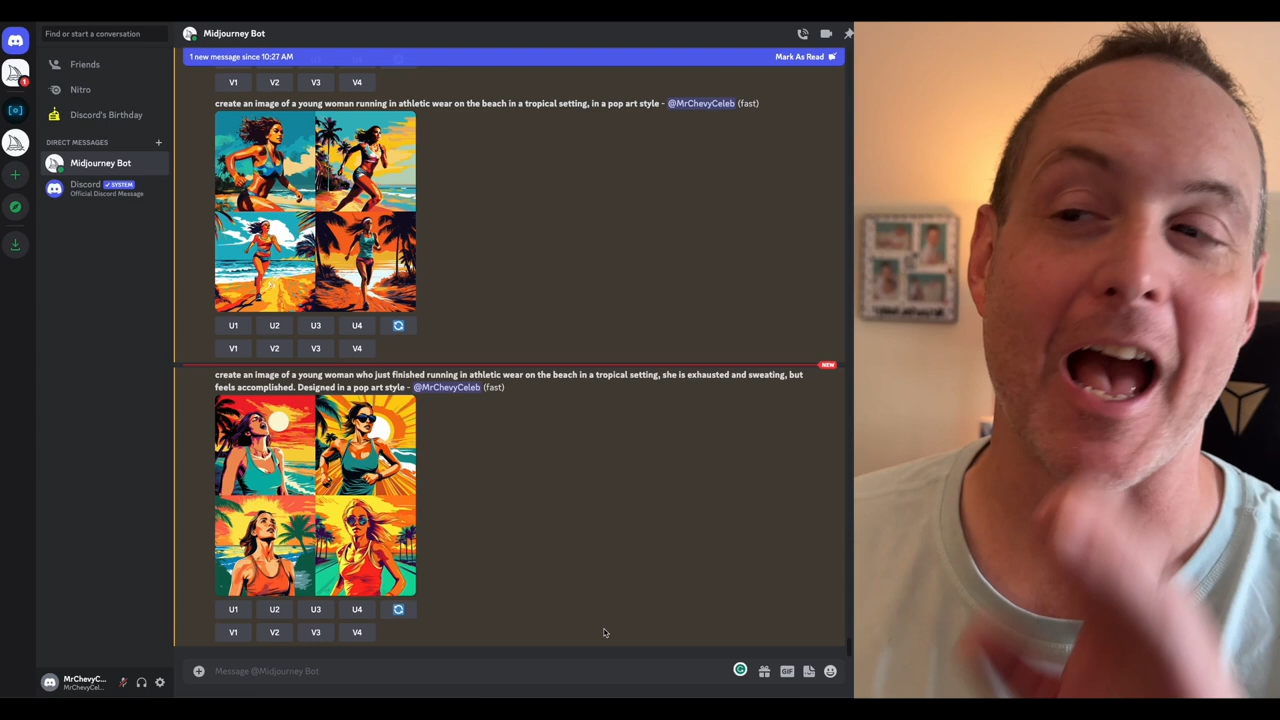 Find or start a conversation
Friends
Nitro
Discord's Birthday
DIRECT MESSAGES
Midjourney Bot
Discord ✓ SYSTEM
Official Discord Message
MrChevyC...
MrChevyCel...
1
Midjourney Bot
1 new message since 10:27 AM
Mark As Read
V1 V2 V3 V4
create an image of a young woman running in athletic wear on the beach in a tropical setting, in a pop art style - @MrChevyCeleb (fast)
U1 U2 U3 U4
V1 V2 V3 V4
NEW
create an image of a young woman who just finished running in athletic wear on the beach in a tropical setting, she is exhausted and sweating, but
feels accomplished. Designed in a pop art style - @MrChevyCeleb (fast)
U1 U2 U3 U4
V1 V2 V3 V4
Message @Midjourney Bot
GIF